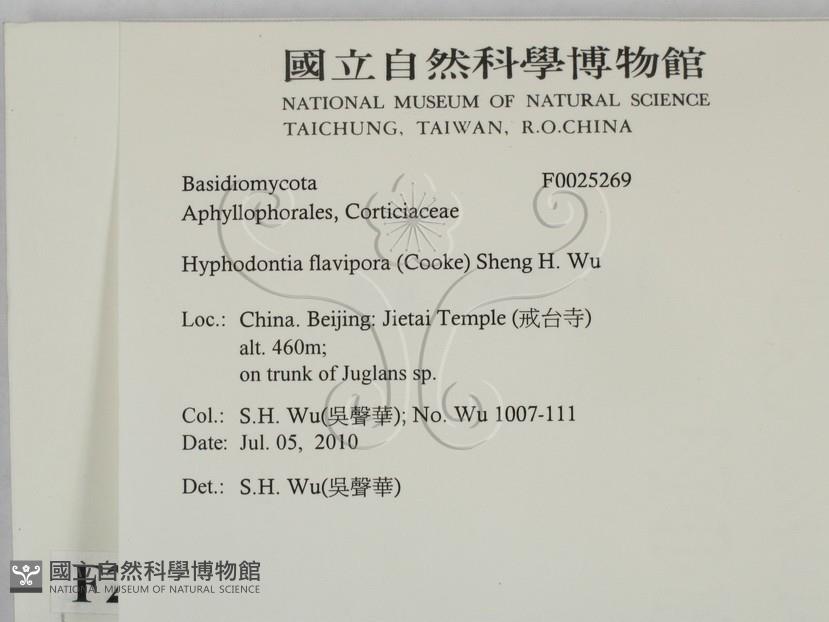 國立自然科學博物館
NATIONAL MUSEUM OF NATURAL SCIENCE
TAICHUNG, TAIWAN, R.O.CHINA
Basidiomycota F0025269
Aphyllophorales, Corticiaceae
Hyphodontia flavipora (Cooke) Sheng H. Wu
Loc.: China. Beijing: Jietai Temple (戒台寺)
alt. 460m;
on trunk of Juglans sp.
Col.: S.H. Wu(吳聲華); No. Wu 1007-111
Date: Jul. 05, 2010
Det.: S.H. Wu(吳聲華)
國立自然科學博物館
NATIONAL MUSEUM OF NATURAL SCIENCE